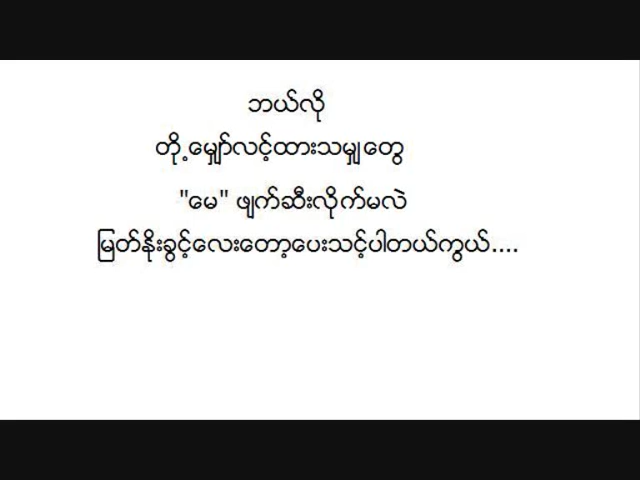 ဘယ်လို
တို့မျှော်လင့်ထားသမျှတွေ
"မေ" ဖျက်ဆီးလိုက်မလဲ
မြတ်နိုးခွင့်လေးတော့ပေးသင့်ပါတယ်ကွယ်....